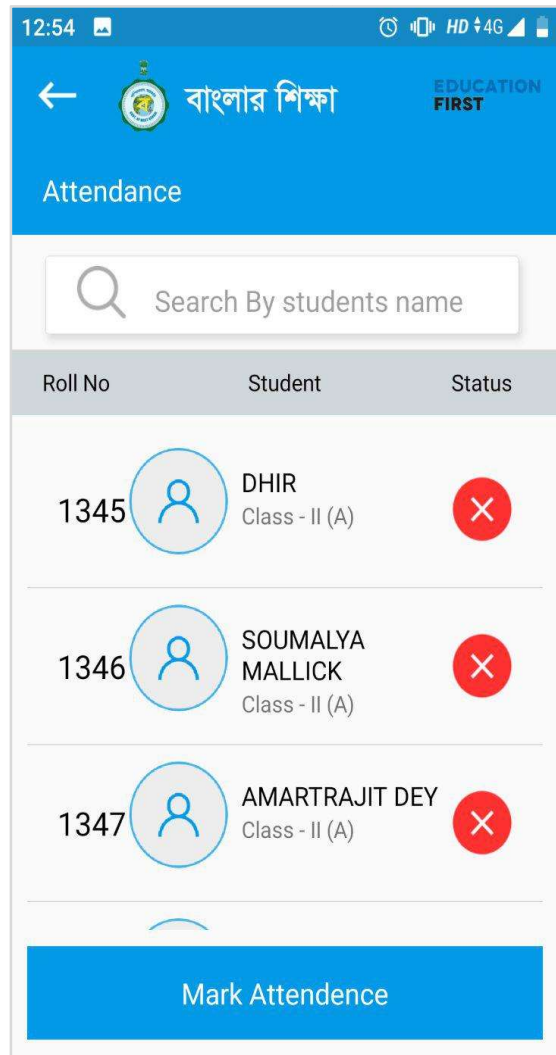 12:54 HD 4G
বাংলার শিক্ষা
EDUCATION
FIRST
Attendance
Search By students name
Roll No Student Status
1345 DHIR
Class - II (A)
1346 SOUMALYA
MALLICK
Class - II (A)
1347 AMARTRAJIT DEY
Class - II (A)
Mark Attendence